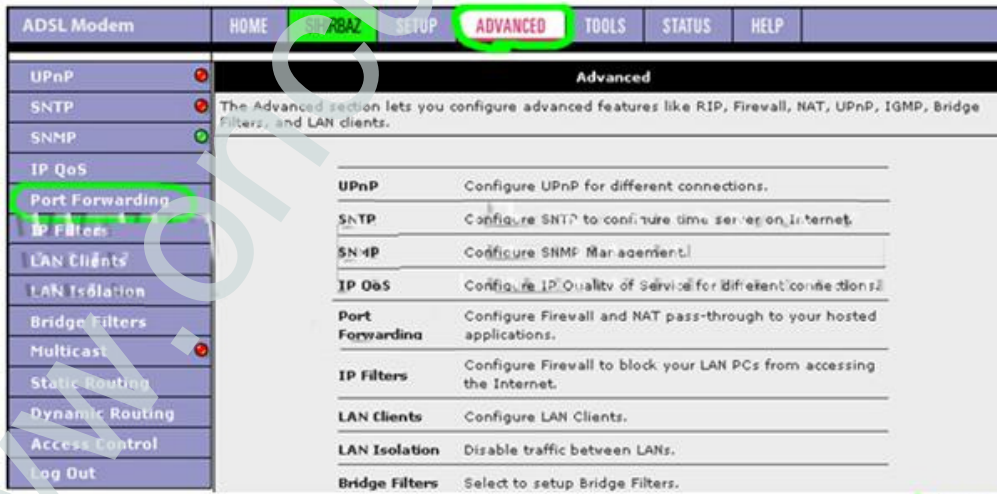 ADSL Modem
HOME SİHİRBAZ SETUP ADVANCED TOOLS STATUS HELP
UPnP
SNTP
SNMP
IP QoS
Port Forwarding
IP Filters
LAN Clients
LAN Isolation
Bridge Filters
Multicast
Static Routing
Dynamic Routing
Access Control
Log Out
Advanced
The Advanced section lets you configure advanced features like RIP, Firewall, NAT, UPnP, IGMP, Bridge
Filters, and LAN clients.
UPnP Configure UPnP for different connections.
SNTP Configure SNTP to configure time server on Internet.
SNMP Configure SNMP Management.
IP QoS Configure IP Quality of Service for different connections.
Port Configure Firewall and NAT pass-through to your hosted
Forwarding applications.
IP Filters Configure Firewall to block your LAN PCs from accessing
the Internet.
LAN Clients Configure LAN Clients.
LAN Isolation Disable traffic between LANs.
Bridge Filters Select to setup Bridge Filters.